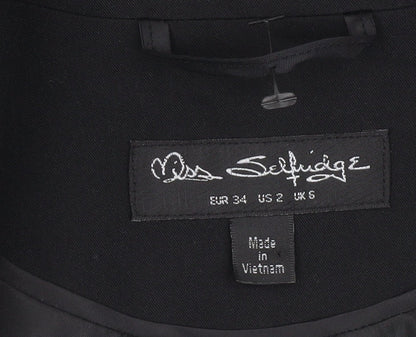 Miss Selfridge
EUR 34 US 2 UK 6
Made
in
Vietnam